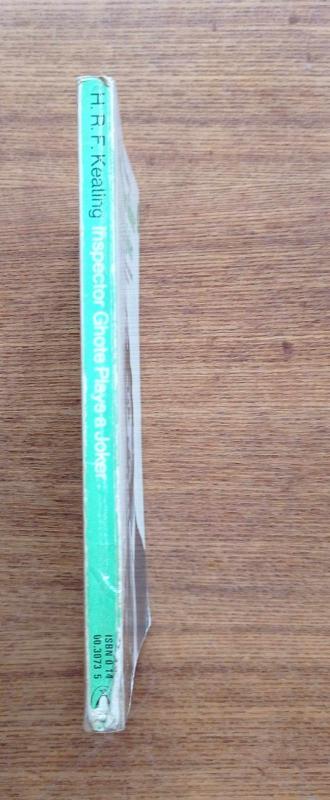 H. R. F. Keating Inspector Ghote Plays a Joker
ISBN 0 14
00.3073 5